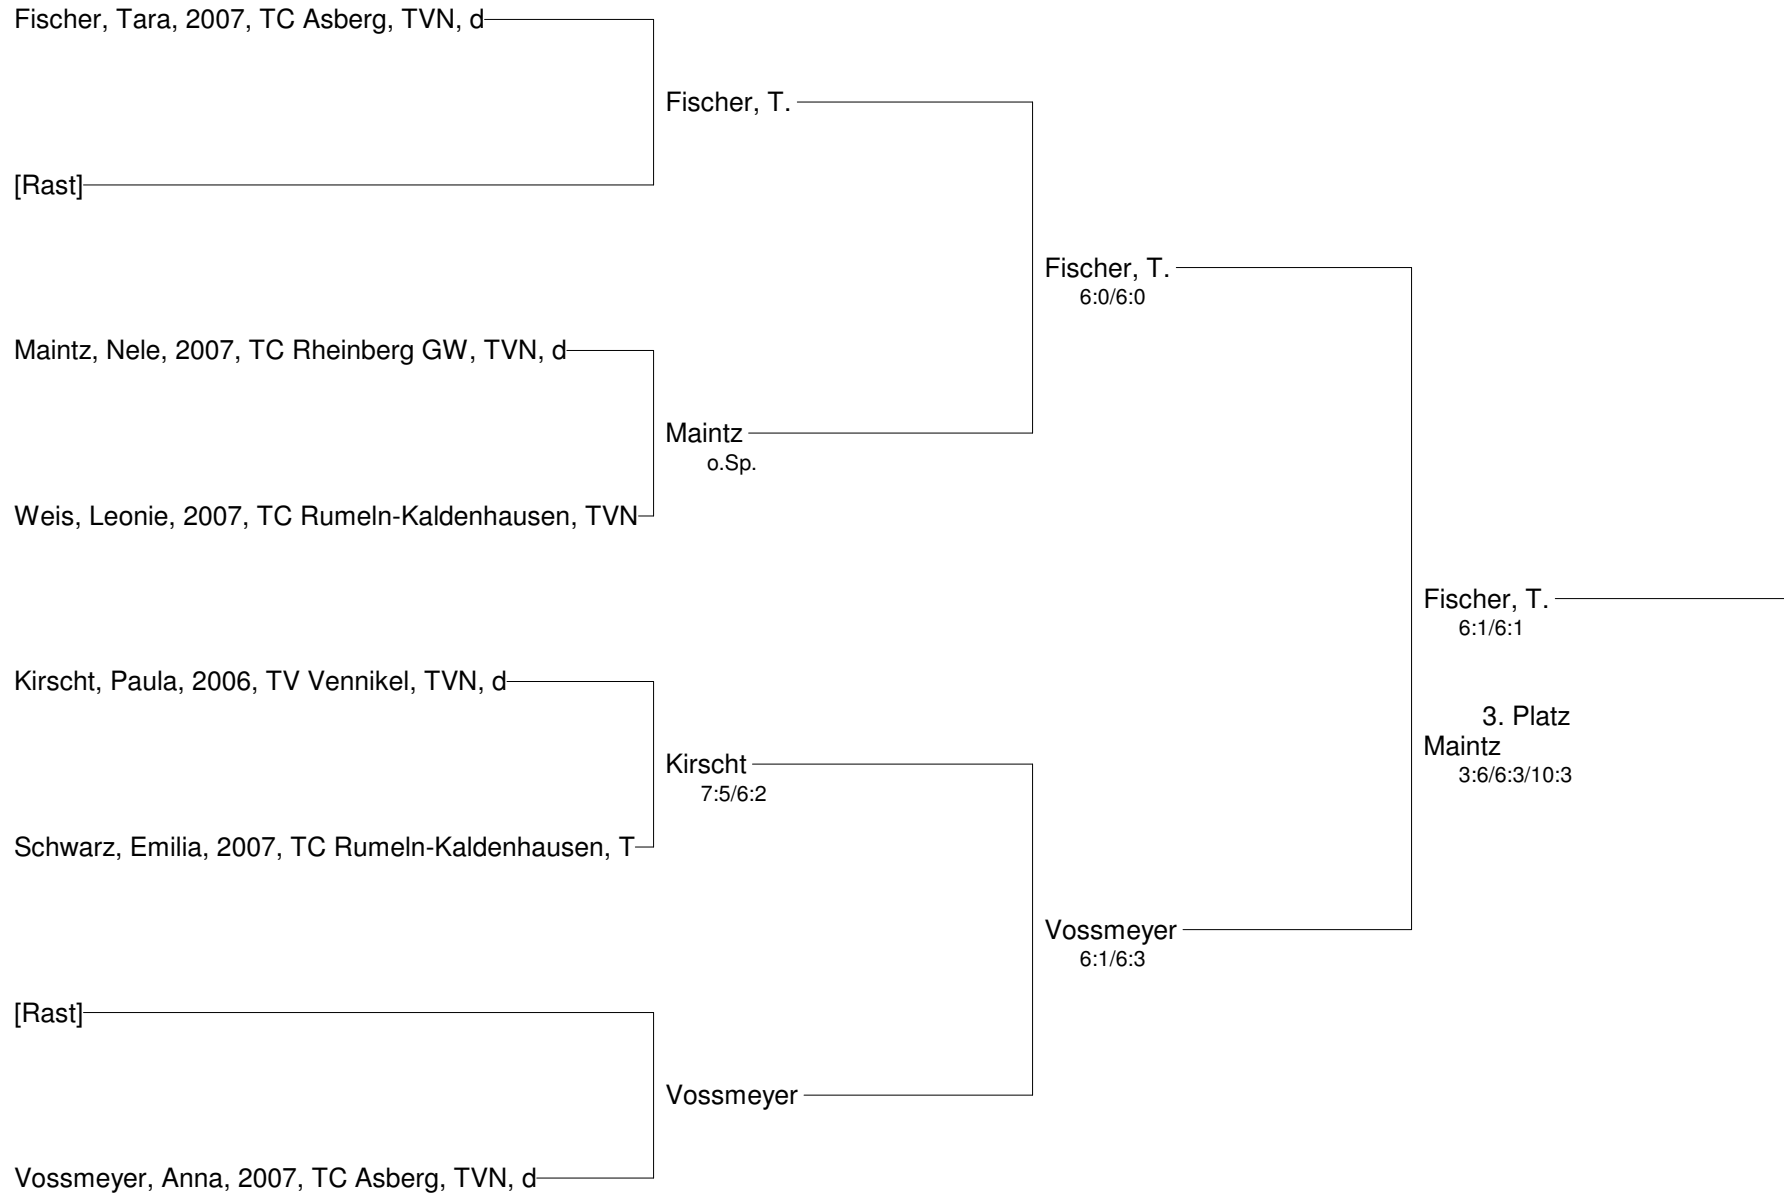 Fischer, Tara, 2007, TC Asberg, TVN, d
Fischer, T.
[Rast]
Fischer, T.
6:0/6:0
Maintz, Nele, 2007, TC Rheinberg GW, TVN, d
Maintz
o.Sp.
Weis, Leonie, 2007, TC Rumeln-Kaldenhausen, TVN
Fischer, T.
6:1/6:1
Kirscht, Paula, 2006, TV Vennikel, TVN, d
3. Platz
Maintz
3:6/6:3/10:3
Kirscht
7:5/6:2
Schwarz, Emilia, 2007, TC Rumeln-Kaldenhausen, T
Vossmeyer
6:1/6:3
[Rast]
Vossmeyer
Vossmeyer, Anna, 2007, TC Asberg, TVN, d